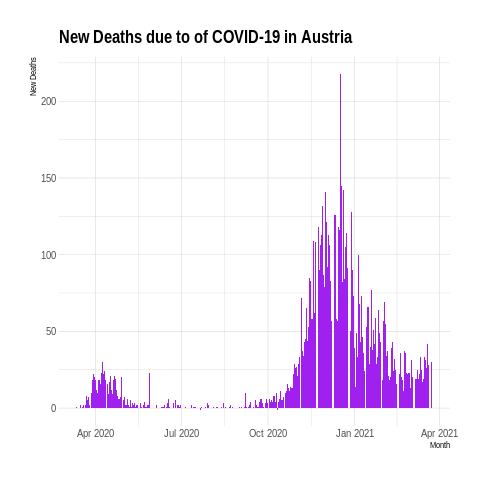 New Deaths due to of COVID-19 in Austria
New Deaths
200
150
100
50
0
Apr 2020
Jul 2020
Oct 2020
Jan 2021
Apr 2021
Month